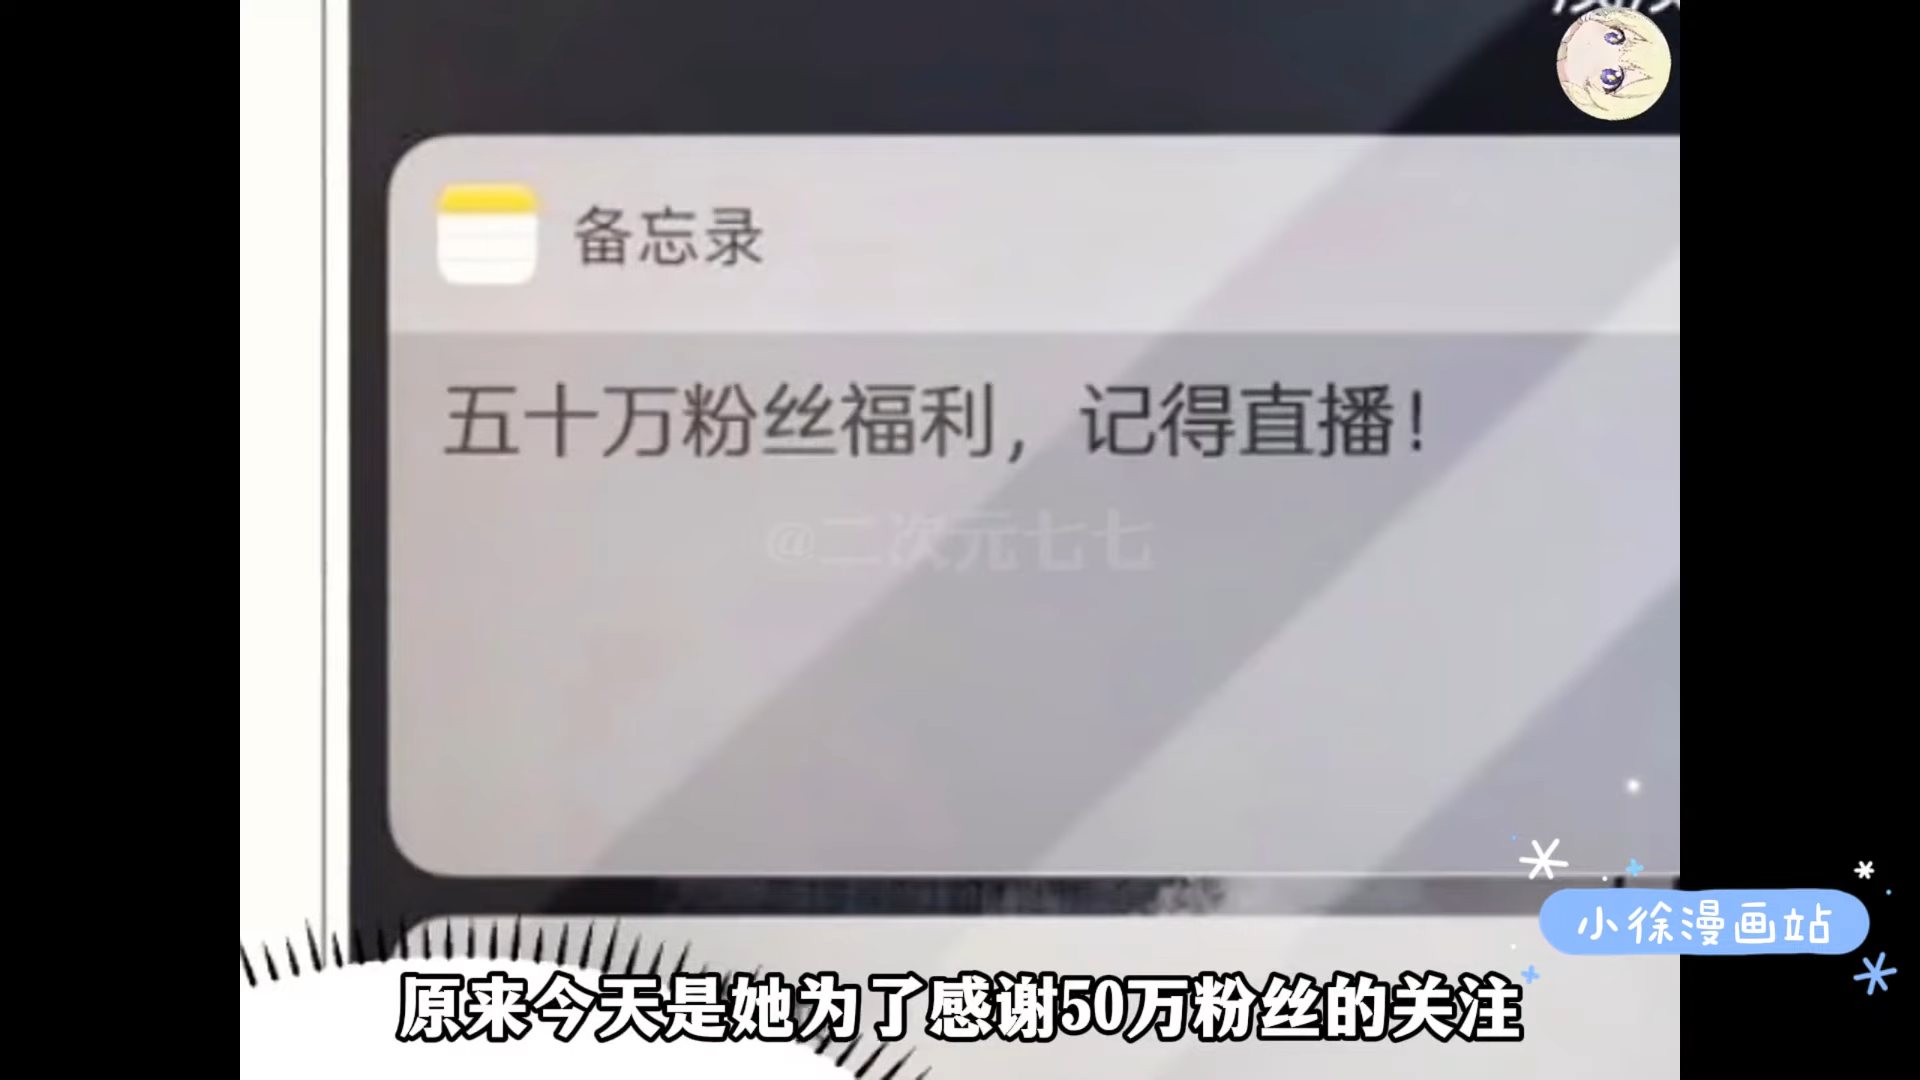 备忘录
五十万粉丝福利，记得直播！
@二次元七七
小徐漫画站
原来今天是她为了感谢50万粉丝的关注